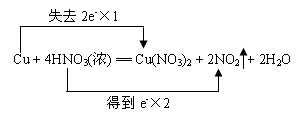 失去 2e⁻×1
Cu + 4HNO₃(浓) ══ Cu(NO₃)₂ + 2NO₂↑ + 2H₂O
得到 e⁻×2